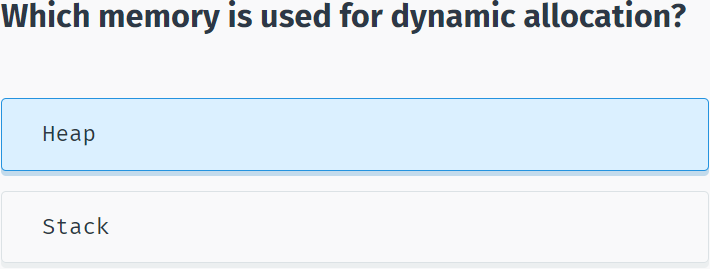 Which memory is used for dynamic allocation?
Heap
Stack